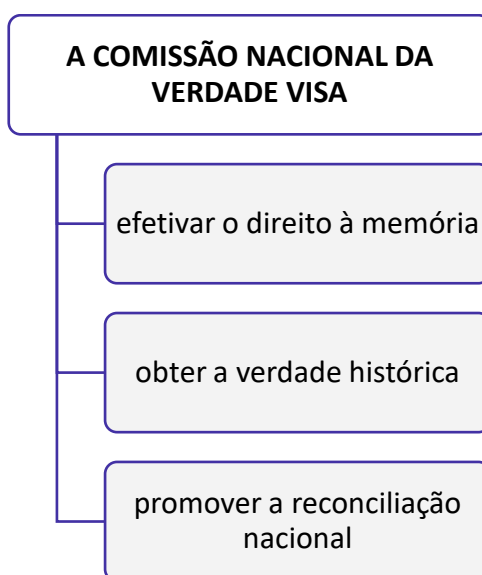 A COMISSÃO NACIONAL DA
VERDADE VISA
efetivar o direito à memória
obter a verdade histórica
promover a reconciliação
nacional